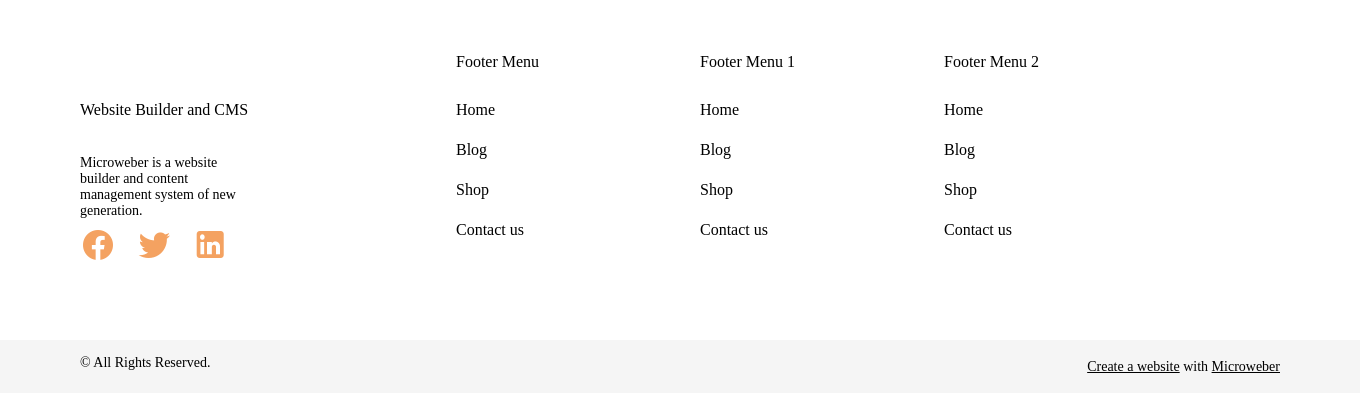 Website Builder and CMS
Microweber is a website
builder and content
management system of new
generation.
Footer Menu
Home
Blog
Shop
Contact us
Footer Menu 1
Home
Blog
Shop
Contact us
Footer Menu 2
Home
Blog
Shop
Contact us
© All Rights Reserved.
Create a website with Microweber